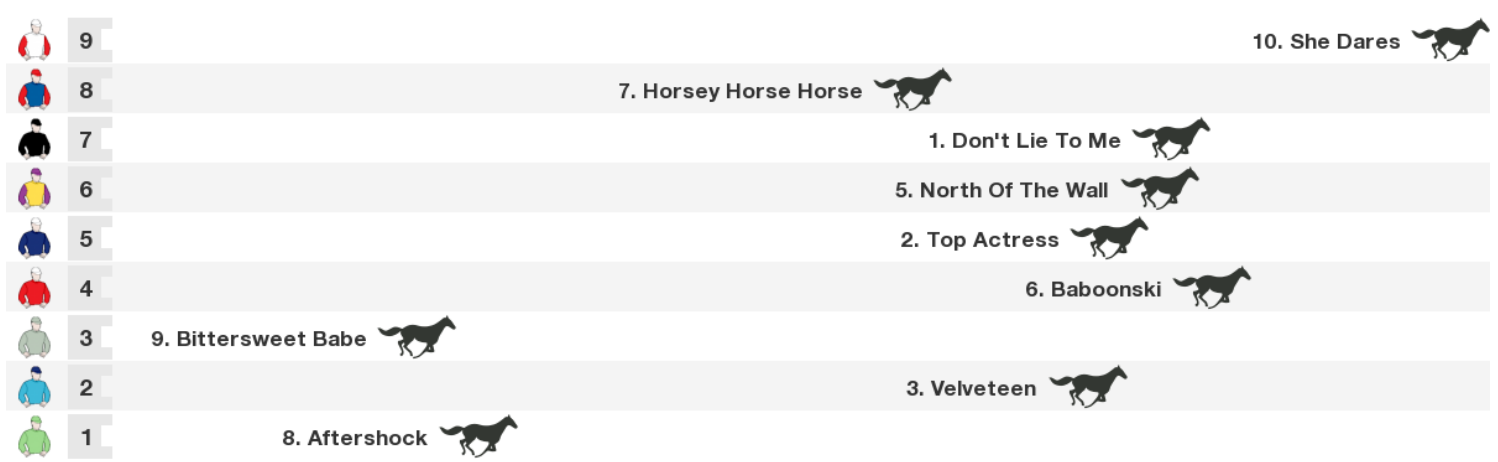 9 10. She Dares
8 7. Horsey Horse Horse
7 1. Don't Lie To Me
6 5. North Of The Wall
5 2. Top Actress
4 6. Baboonski
3 9. Bittersweet Babe
2 3. Velveteen
1 8. Aftershock